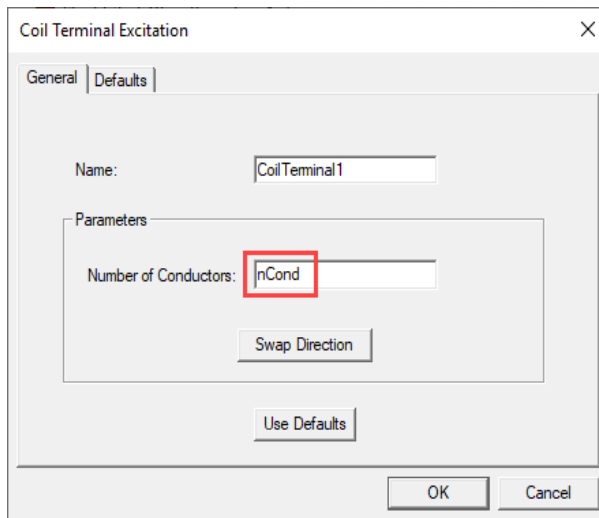 Coil Terminal Excitation
General Defaults
Name: CoilTerminal1
Parameters
Number of Conductors: nCond
Swap Direction
Use Defaults
OK Cancel